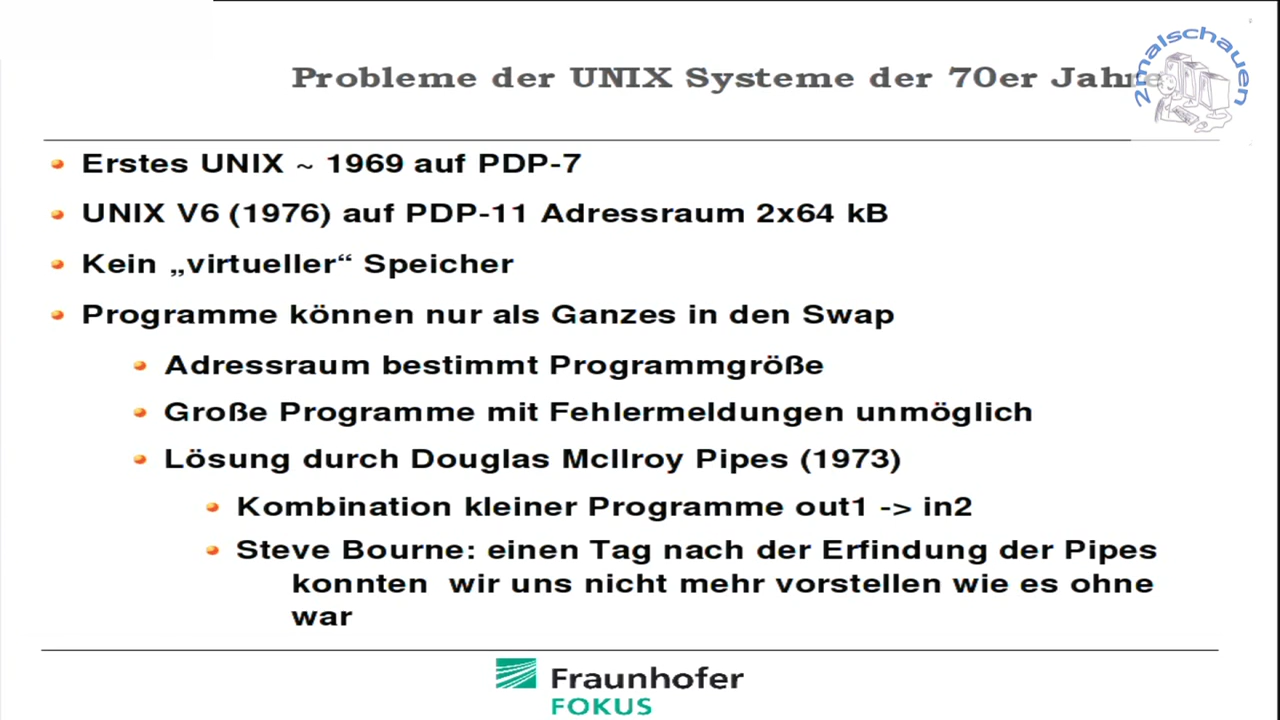 Probleme der UNIX Systeme der 70er Jahre
2malschauen
Erstes UNIX ~ 1969 auf PDP-7
UNIX V6 (1976) auf PDP-11 Adressraum 2x64 kB
Kein „virtueller“ Speicher
Programme können nur als Ganzes in den Swap
Adressraum bestimmt Programmgröße
Große Programme mit Fehlermeldungen unmöglich
Lösung durch Douglas McIlroy Pipes (1973)
Kombination kleiner Programme out1 -> in2
Steve Bourne: einen Tag nach der Erfindung der Pipes
konnten wir uns nicht mehr vorstellen wie es ohne
war
Fraunhofer
FOKUS